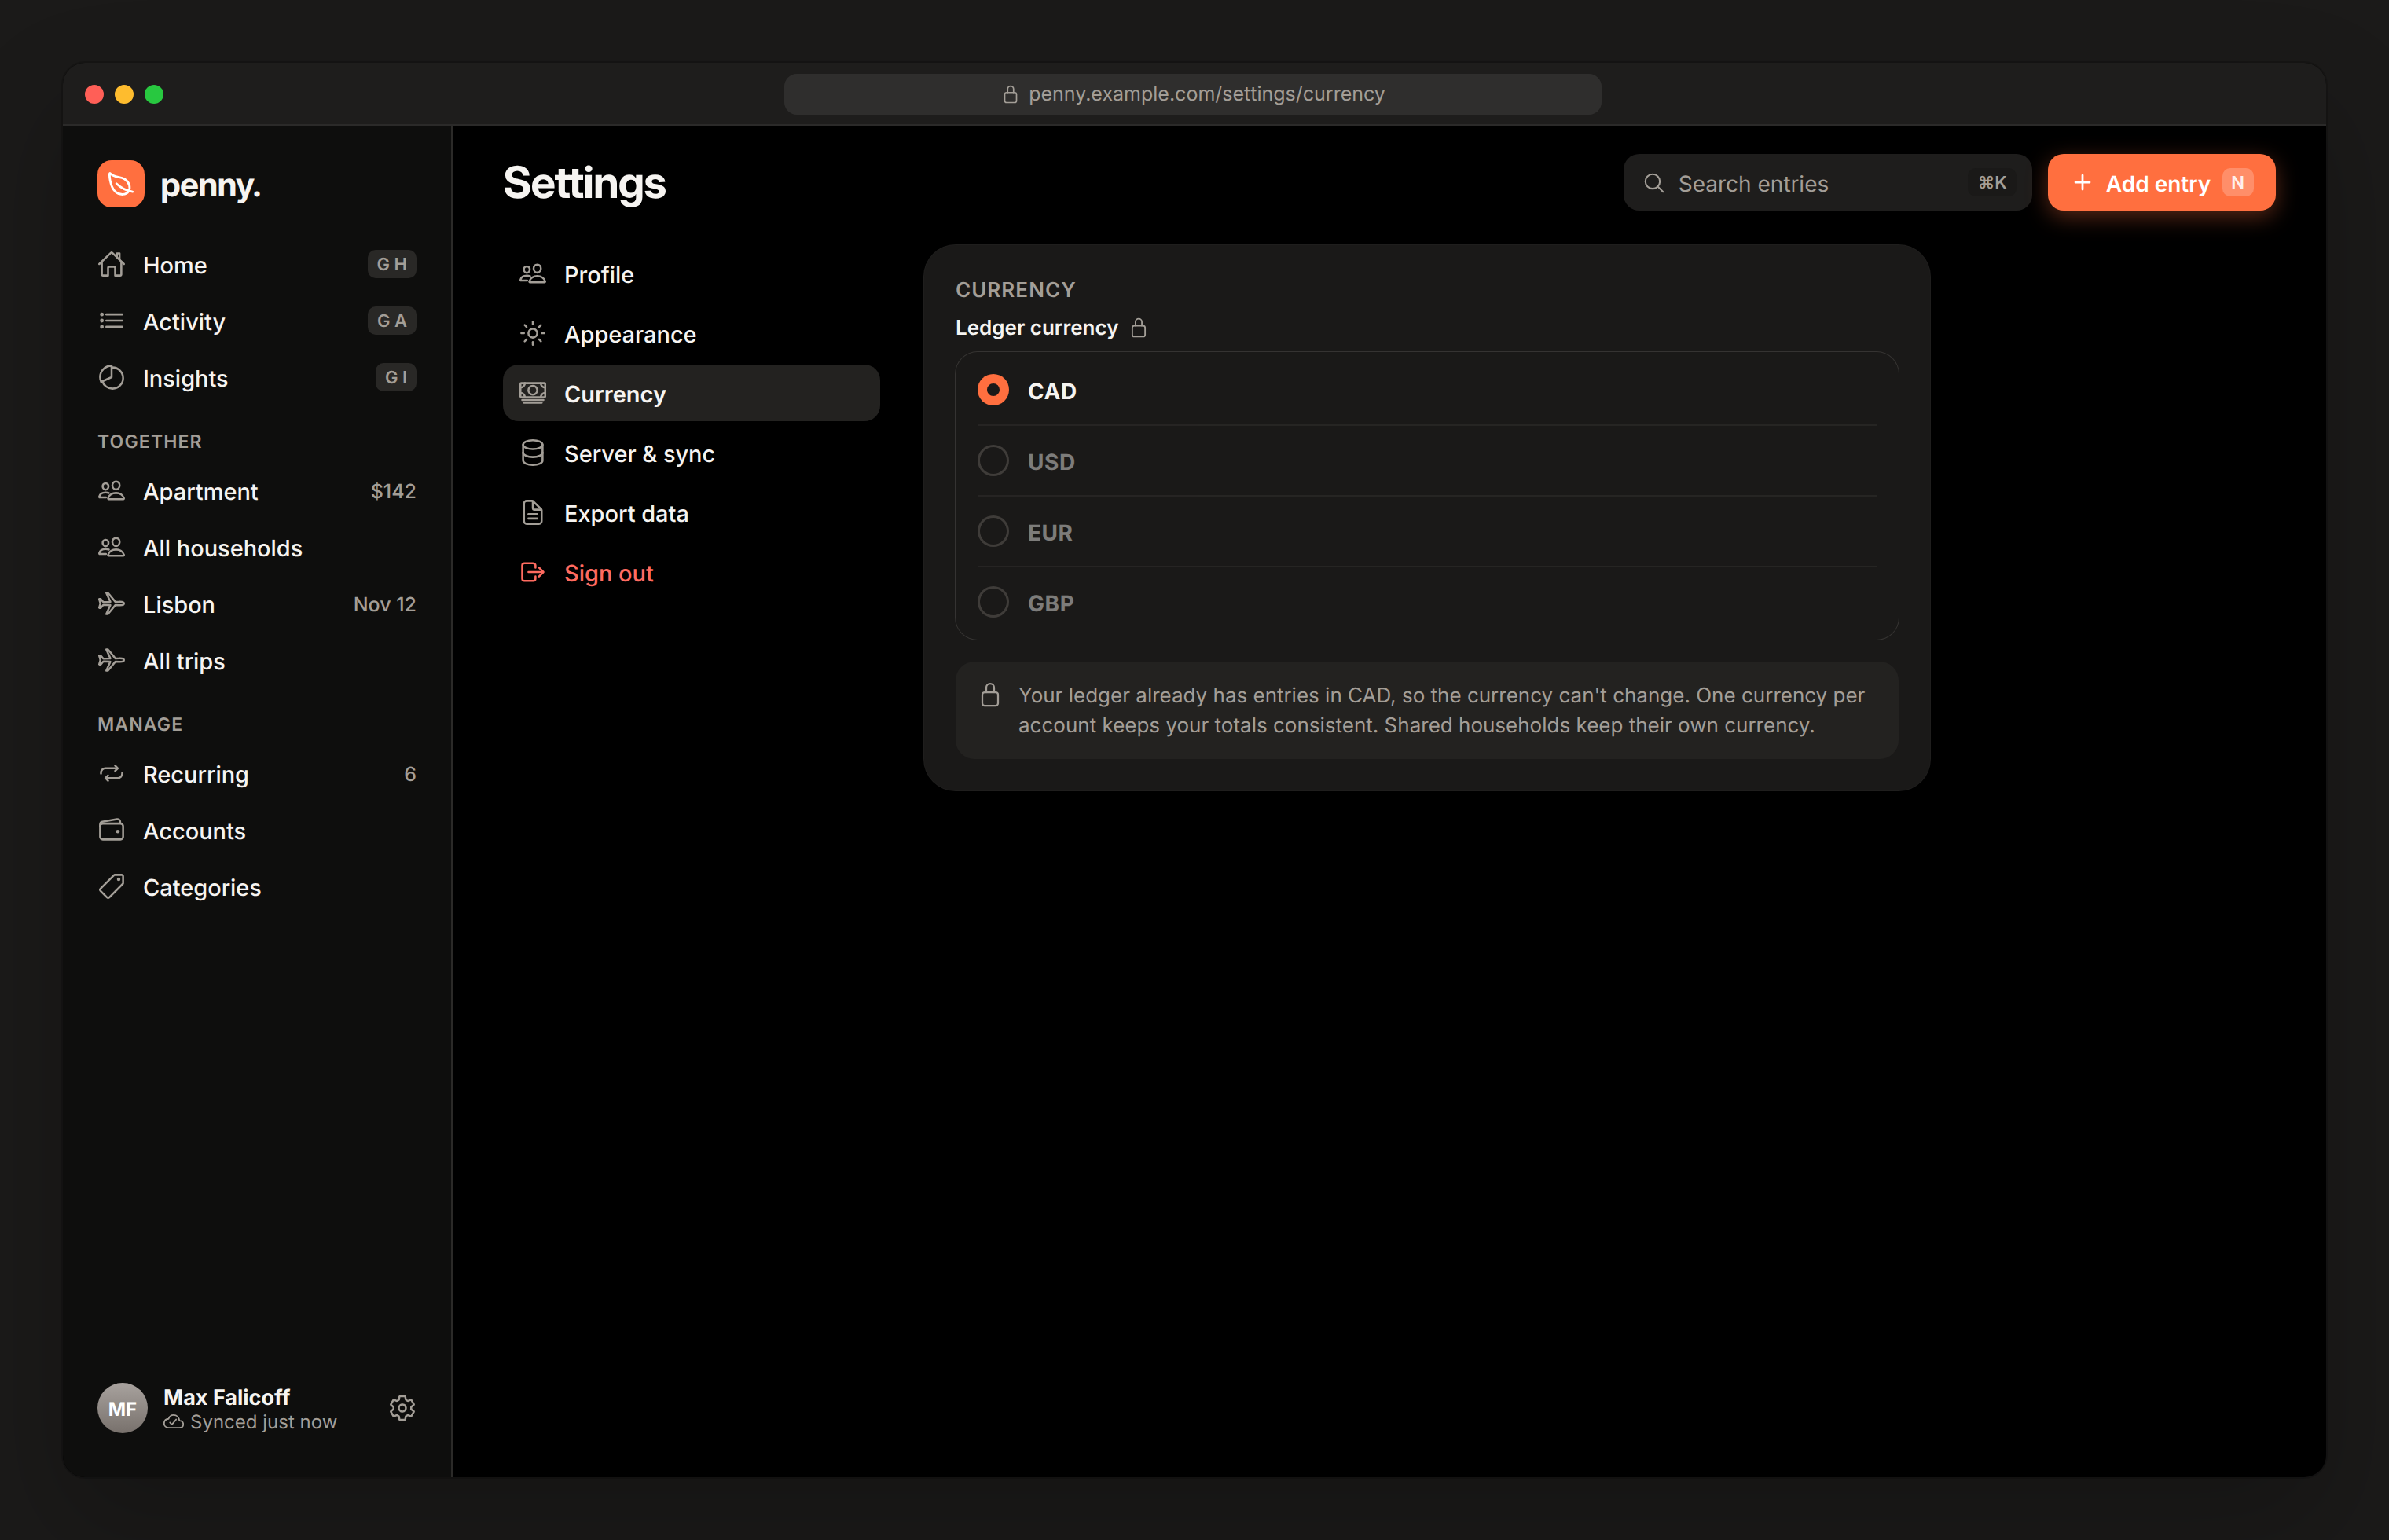 penny.example.com/settings/currency
penny.
Home G H
Activity G A
Insights G I
TOGETHER
Apartment $142
All households
Lisbon Nov 12
All trips
MANAGE
Recurring 6
Accounts
Categories
MF
Max Falicoff
Synced just now
Settings
Search entries ⌘K
Add entry N
Profile
Appearance
Currency
Server & sync
Export data
Sign out
CURRENCY
Ledger currency
CAD
USD
EUR
GBP
Your ledger already has entries in CAD, so the currency can't change. One currency per
account keeps your totals consistent. Shared households keep their own currency.